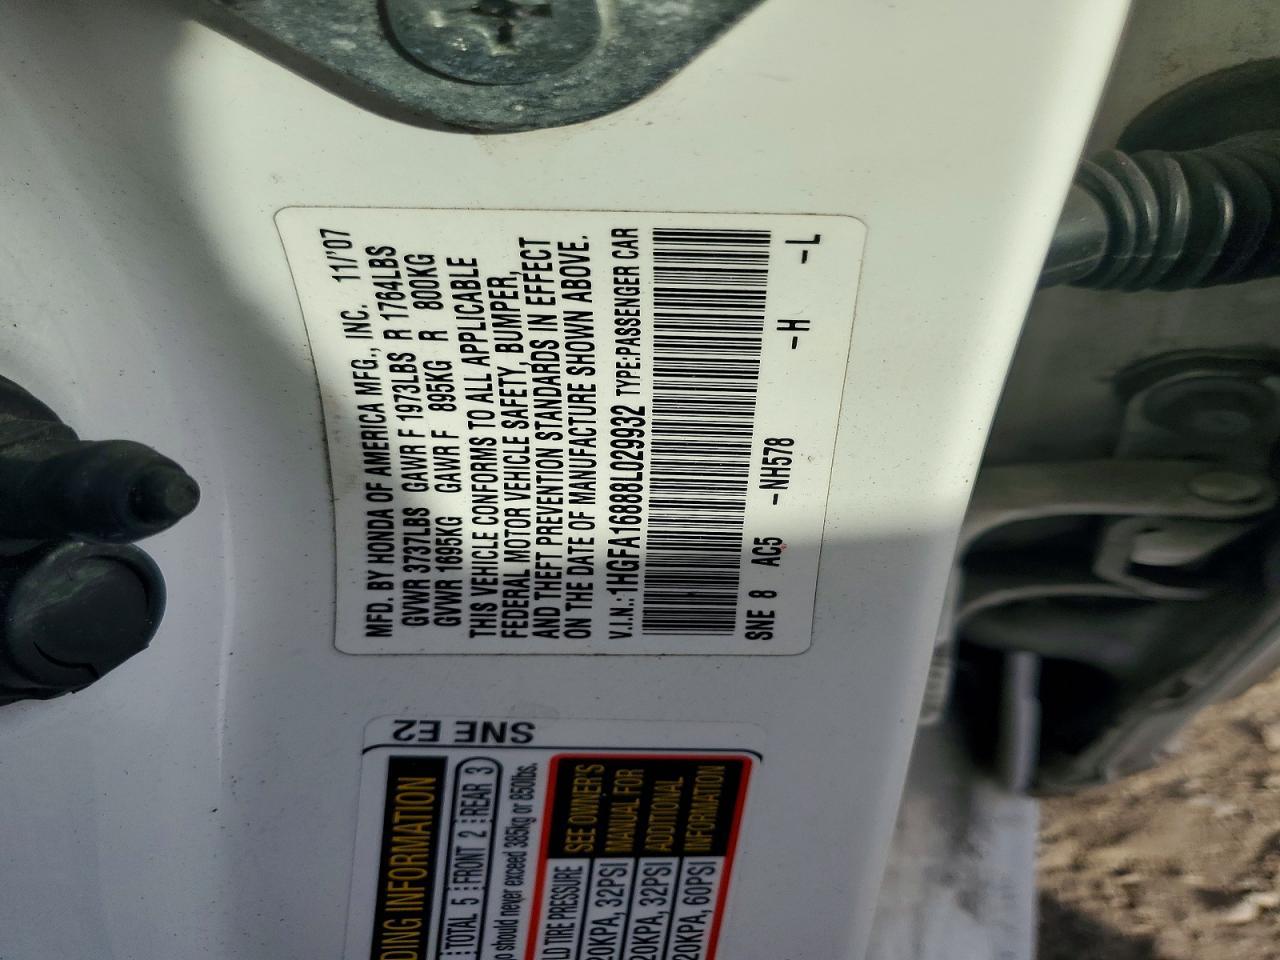 MFD. BY HONDA OF AMERICA MFG., INC. 11/'07
GVWR 3737LBS GAWR F 1973LBS R 1764LBS
GVWR 1695KG GAWR F 895KG R 800KG
THIS VEHICLE CONFORMS TO ALL APPLICABLE
FEDERAL MOTOR VEHICLE SAFETY, BUMPER,
AND THEFT PREVENTION STANDARDS IN EFFECT
ON THE DATE OF MANUFACTURE SHOWN ABOVE.
V.I.N.: 1HGFA16888L029932 TYPE:PASSENGER CAR
SNE 8 AC5 -NH578 -H -L
SNE E2
DING INFORMATION
TOTAL 5 FRONT 2 REAR 3
should never exceed 385kg or 850lbs.
LD TIRE PRESSURE SEE OWNER'S
20KPA, 32PSI MANUAL FOR
20KPA, 32PSI ADDITIONAL
20KPA, 60PSI INFORMATION